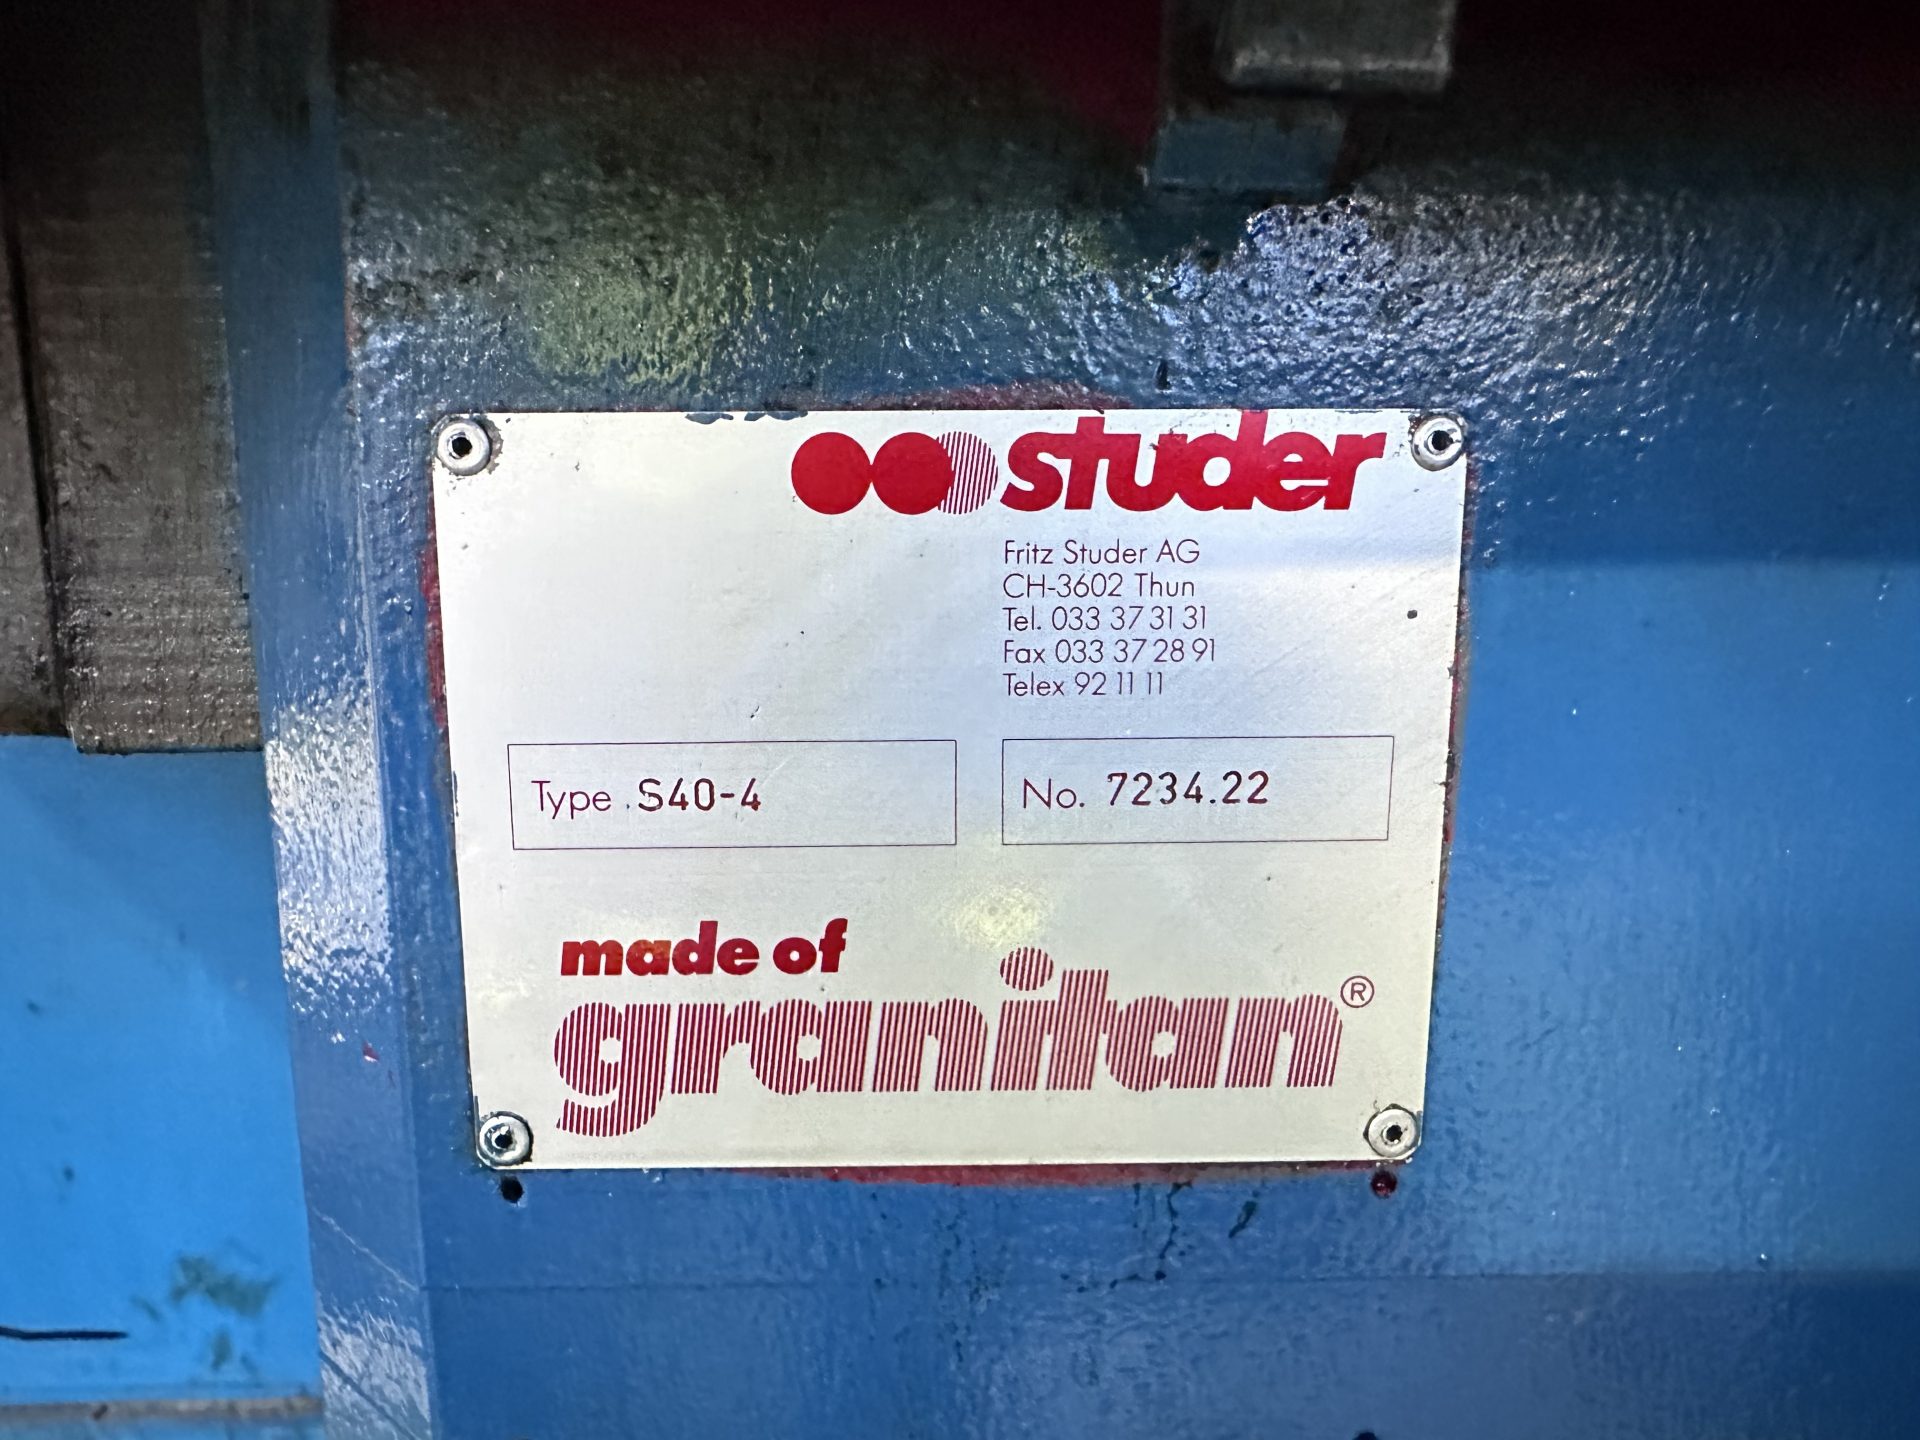 studer
Fritz Studer AG
CH-3602 Thun
Tel. 033 37 31 31
Fax 033 37 28 91
Telex 92 11 11
Type S40-4
No. 7234.22
made of
granitan®